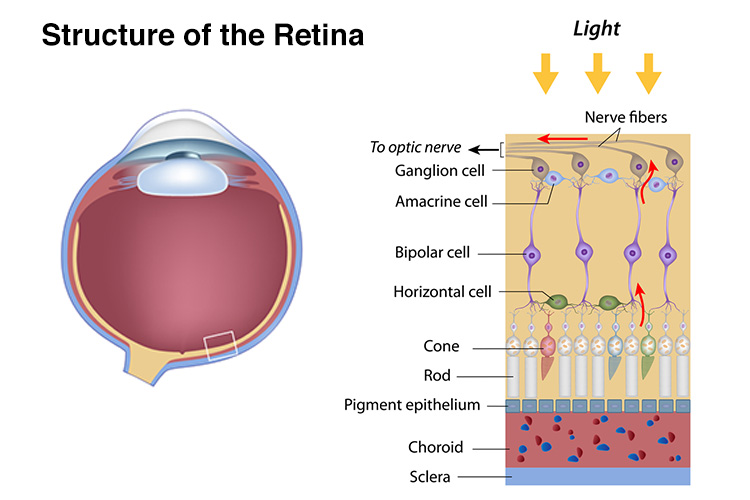 Structure of the Retina
Light
Nerve fibers
To optic nerve
Ganglion cell
Amacrine cell
Bipolar cell
Horizontal cell
Cone
Rod
Pigment epithelium
Choroid
Sclera